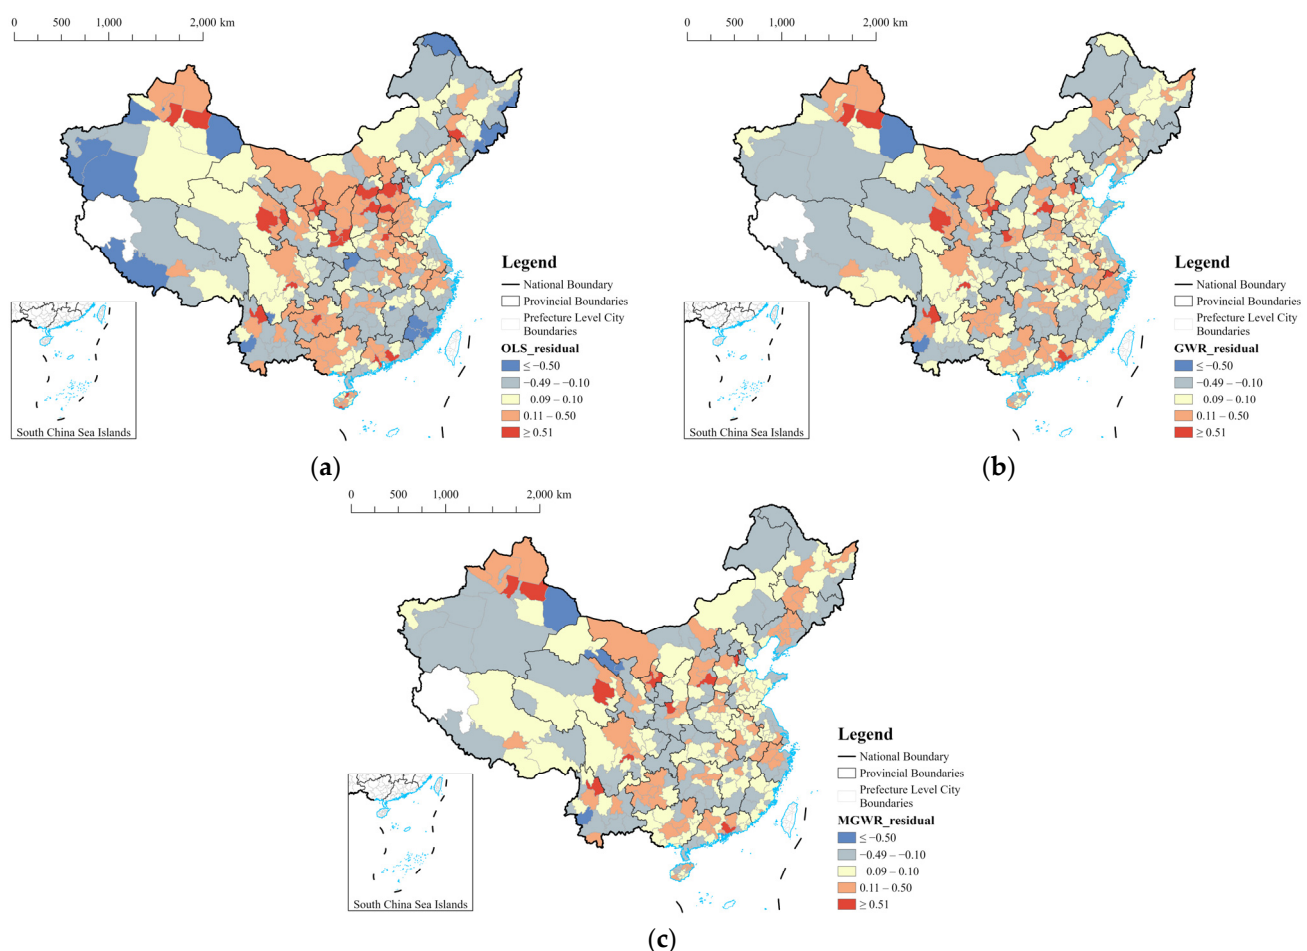 0 500 1,000 2,000 km
Legend
National Boundary
Provincial Boundaries
Prefecture Level City
Boundaries
OLS_residual
≤ −0.50
−0.49 – −0.10
0.09 – 0.10
0.11 – 0.50
≥ 0.51
South China Sea Islands
(a)
0 500 1,000 2,000 km
Legend
National Boundary
Provincial Boundaries
Prefecture Level City
Boundaries
GWR_residual
≤ −0.50
−0.49 – −0.10
0.09 – 0.10
0.11 – 0.50
≥ 0.51
South China Sea Islands
(b)
0 500 1,000 2,000 km
Legend
National Boundary
Provincial Boundaries
Prefecture Level City
Boundaries
MGWR_residual
≤ −0.50
−0.49 – −0.10
0.09 – 0.10
0.11 – 0.50
≥ 0.51
South China Sea Islands
(c)